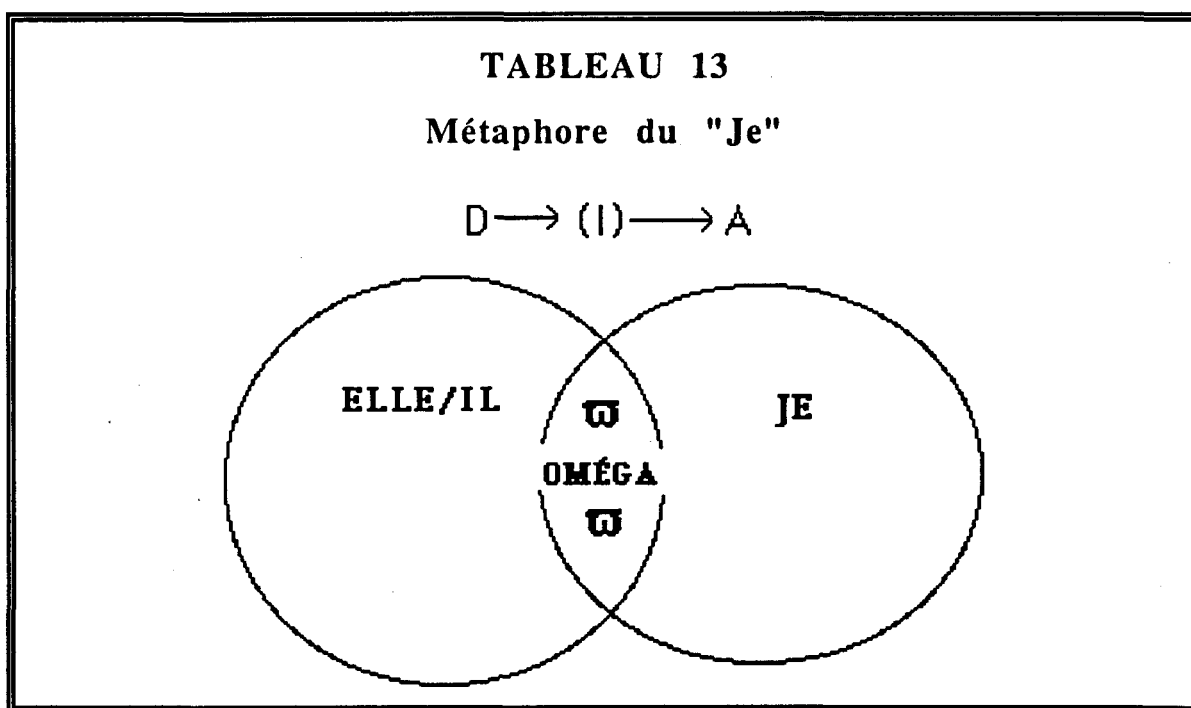 TABLEAU 13
Métaphore du "Je"
D → (I) → A
ELLE/IL
JE
ϖ
OMÉGA
ϖ